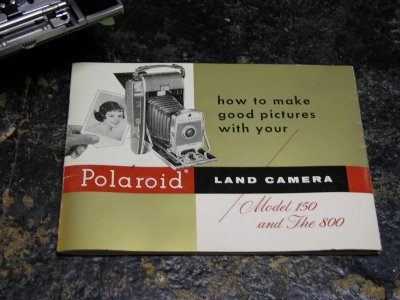 how to make
good pictures
with your
Polaroid® LAND CAMERA
Model 150
and The 800